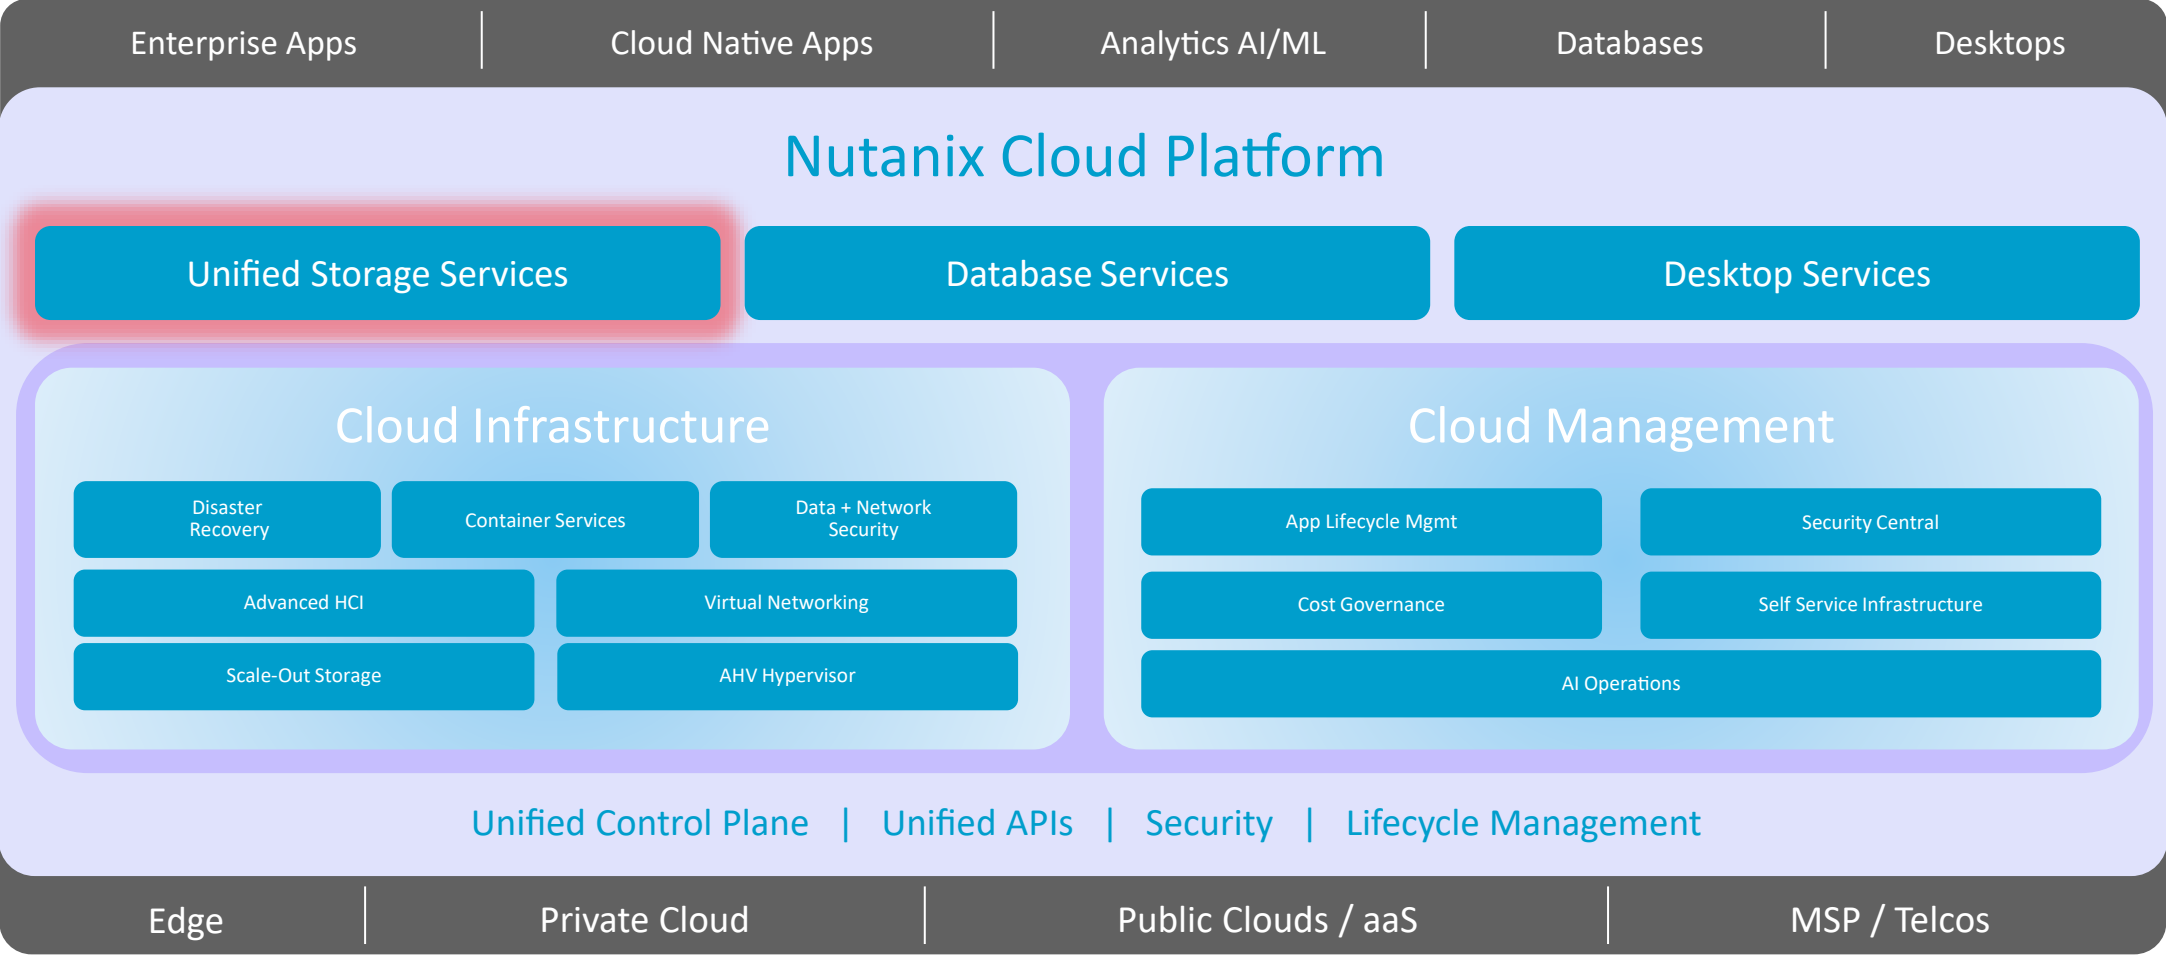 Enterprise Apps | Cloud Native Apps | Analytics AI/ML | Databases | Desktops
Nutanix Cloud Platform
Unified Storage Services
Database Services
Desktop Services
Cloud Infrastructure
Disaster
Recovery
Container Services
Data + Network
Security
Advanced HCI
Virtual Networking
Scale-Out Storage
AHV Hypervisor
Cloud Management
App Lifecycle Mgmt
Security Central
Cost Governance
Self Service Infrastructure
AI Operations
Unified Control Plane | Unified APIs | Security | Lifecycle Management
Edge | Private Cloud | Public Clouds / aaS | MSP / Telcos